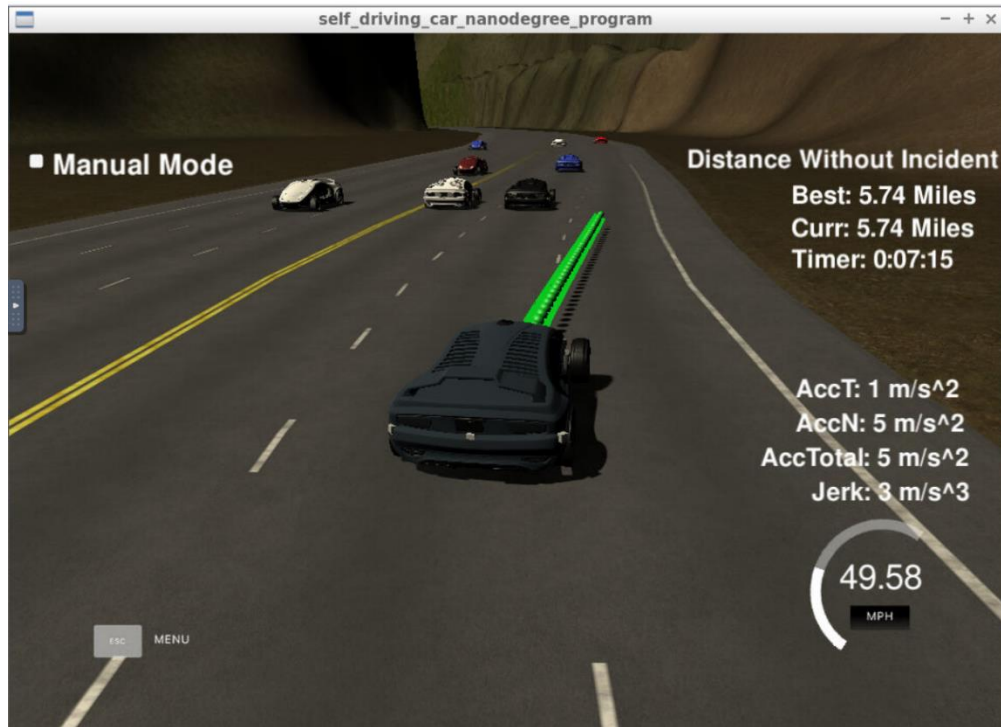 self_driving_car_nanodegree_program
Manual Mode
Distance Without Incident
Best: 5.74 Miles
Curr: 5.74 Miles
Timer: 0:07:15
AccT: 1 m/s^2
AccN: 5 m/s^2
AccTotal: 5 m/s^2
Jerk: 3 m/s^3
49.58
MPH
ESC MENU